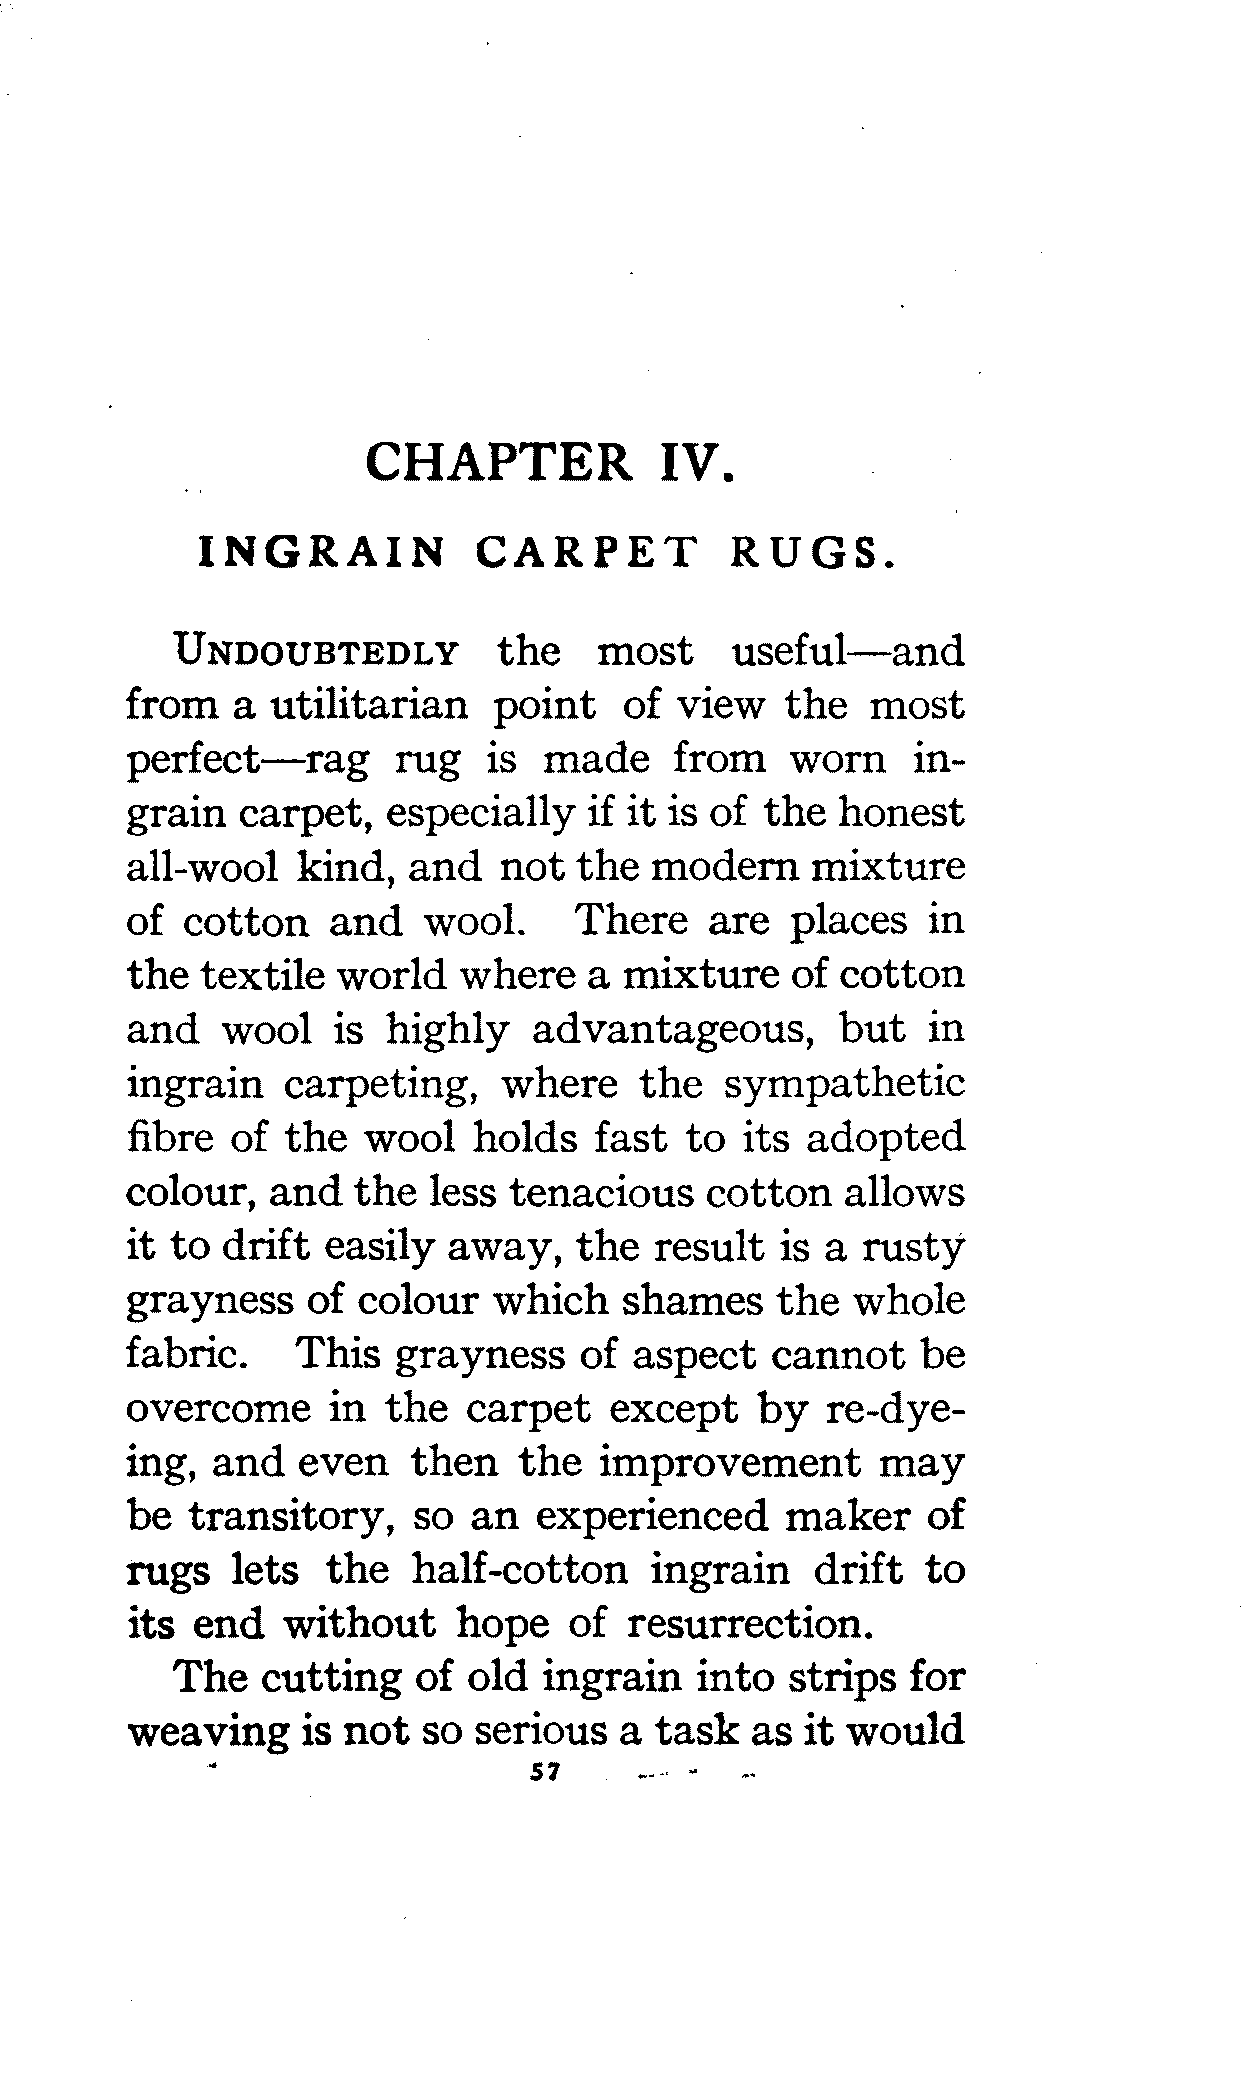 CHAPTER IV.
INGRAIN CARPET RUGS.
UNDOUBTEDLY the most useful—and
from a utilitarian point of view the most
perfect—rag rug is made from worn in-
grain carpet, especially if it is of the honest
all-wool kind, and not the modern mixture
of cotton and wool. There are places in
the textile world where a mixture of cotton
and wool is highly advantageous, but in
ingrain carpeting, where the sympathetic
fibre of the wool holds fast to its adopted
colour, and the less tenacious cotton allows
it to drift easily away, the result is a rusty
grayness of colour which shames the whole
fabric. This grayness of aspect cannot be
overcome in the carpet except by re-dye-
ing, and even then the improvement may
be transitory, so an experienced maker of
rugs lets the half-cotton ingrain drift to
its end without hope of resurrection.
The cutting of old ingrain into strips for
weaving is not so serious a task as it would
57